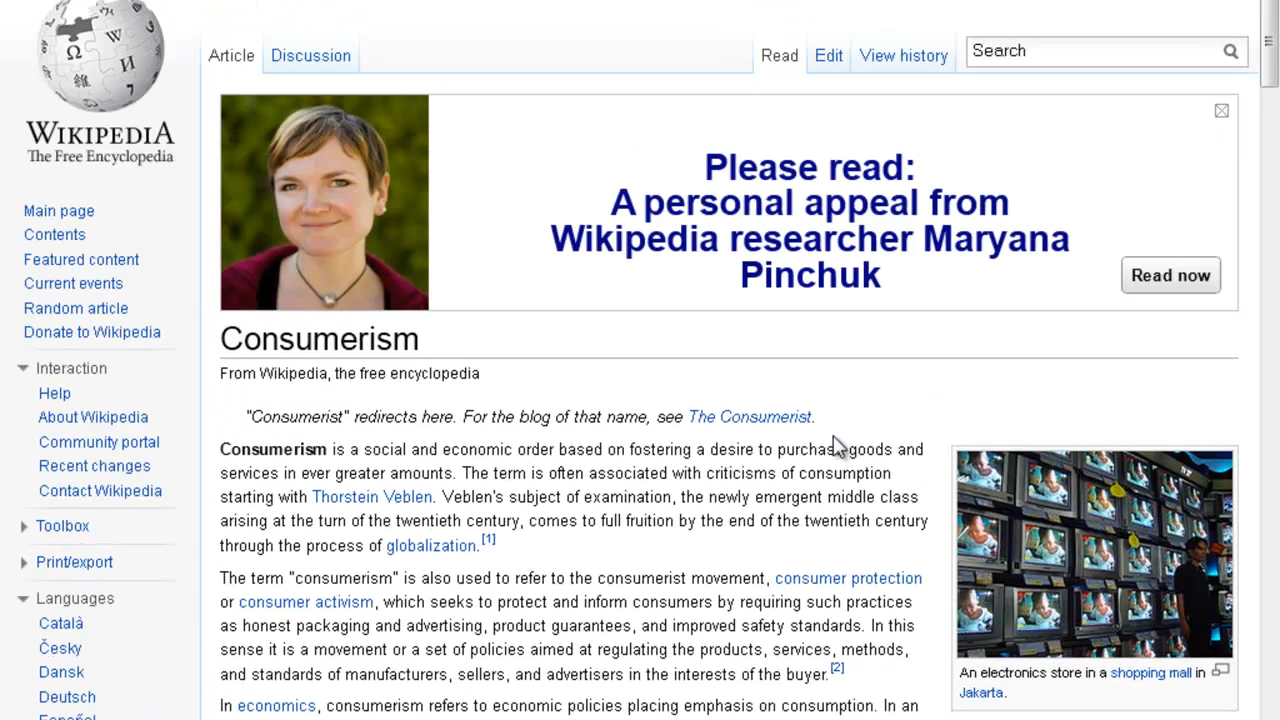 WIKIPEDIA
The Free Encyclopedia
Main page
Contents
Featured content
Current events
Random article
Donate to Wikipedia
Interaction
Help
About Wikipedia
Community portal
Recent changes
Contact Wikipedia
Toolbox
Print/export
Languages
Català
Česky
Dansk
Deutsch
Español
Article
Discussion
Read
Edit
View history
Search
Please read:
A personal appeal from
Wikipedia researcher Maryana
Pinchuk
Read now
Consumerism
From Wikipedia, the free encyclopedia
"Consumerist" redirects here. For the blog of that name, see The Consumerist.
Consumerism is a social and economic order based on fostering a desire to purchase goods and
services in ever greater amounts. The term is often associated with criticisms of consumption
starting with Thorstein Veblen. Veblen's subject of examination, the newly emergent middle class
arising at the turn of the twentieth century, comes to full fruition by the end of the twentieth century
through the process of globalization.[1]
The term "consumerism" is also used to refer to the consumerist movement, consumer protection
or consumer activism, which seeks to protect and inform consumers by requiring such practices
as honest packaging and advertising, product guarantees, and improved safety standards. In this
sense it is a movement or a set of policies aimed at regulating the products, services, methods,
and standards of manufacturers, sellers, and advertisers in the interests of the buyer.[2]
In economics, consumerism refers to economic policies placing emphasis on consumption. In an
An electronics store in a shopping mall in
Jakarta.